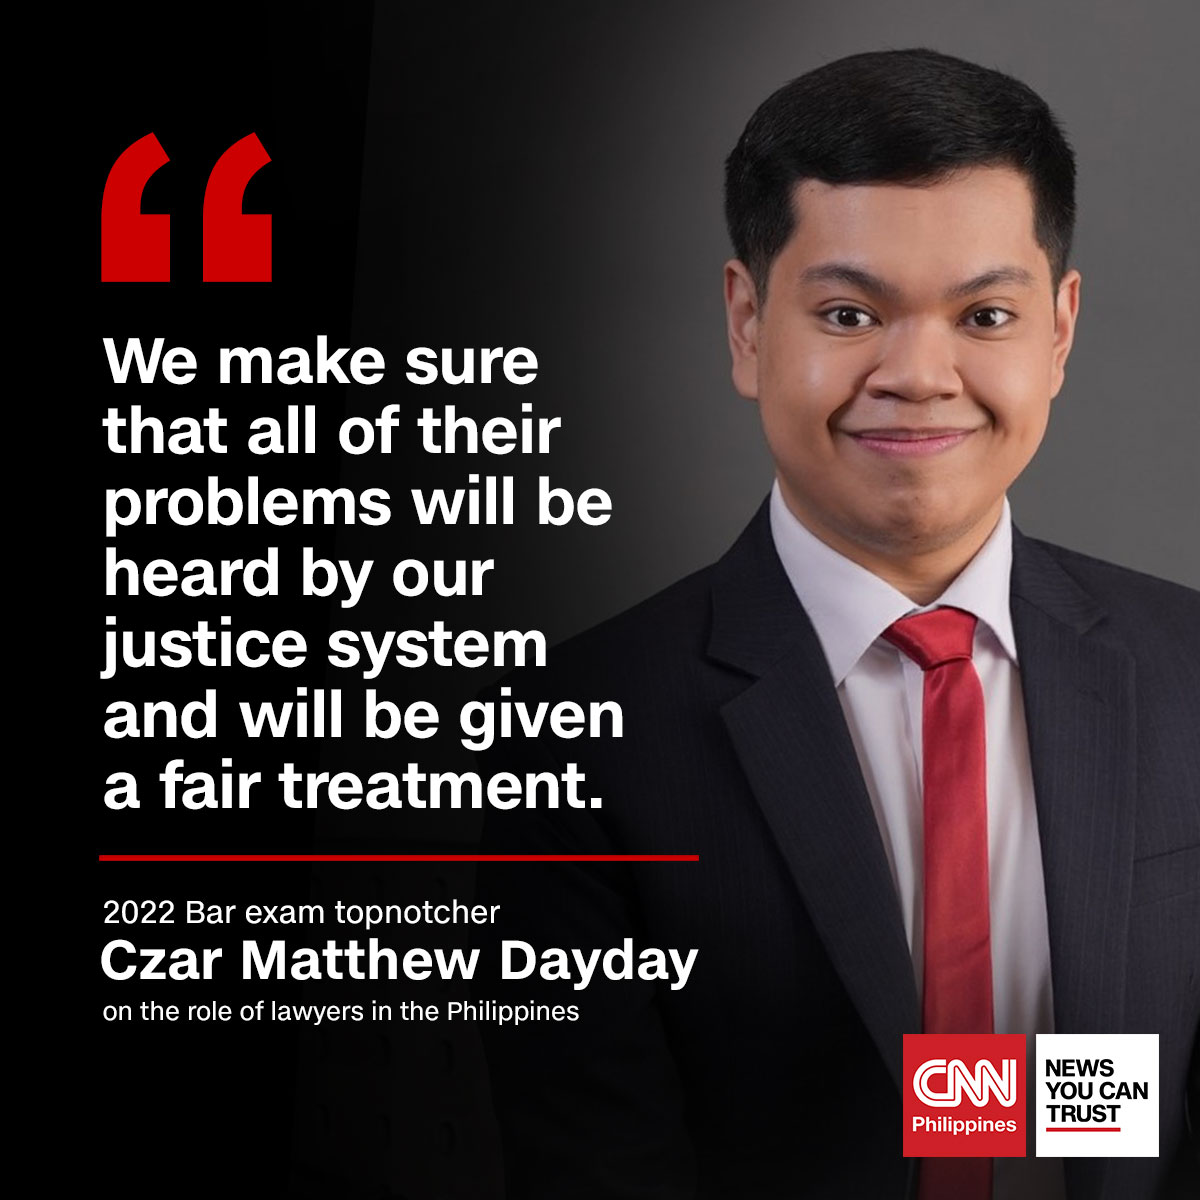 “
We make sure
that all of their
problems will be
heard by our
justice system
and will be given
a fair treatment.
2022 Bar exam topnotcher
Czar Matthew Dayday
on the role of lawyers in the Philippines
CNN
Philippines
NEWS
YOU CAN
TRUST